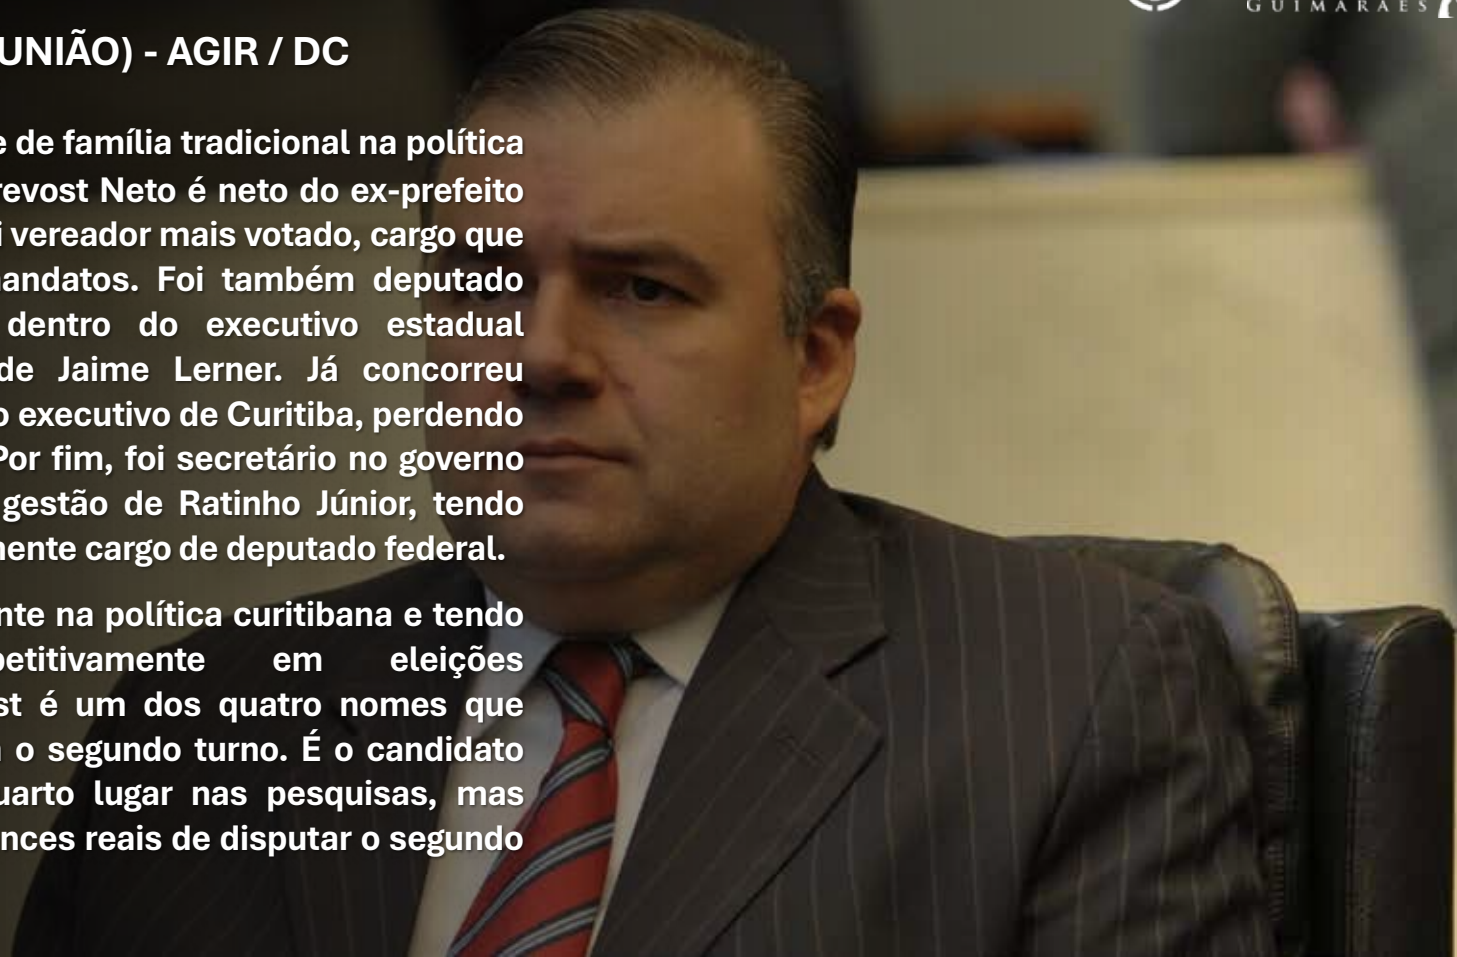 GUIMARÃES
UNIÃO) - AGIR / DC
e de família tradicional na política
revost Neto é neto do ex-prefeito
i vereador mais votado, cargo que
andatos. Foi também deputado
dentro do executivo estadual
de Jaime Lerner. Já concorreu
o executivo de Curitiba, perdendo
Por fim, foi secretário no governo
gestão de Ratinho Júnior, tendo
mente cargo de deputado federal.
nte na política curitibana e tendo
petitivamente em eleições
st é um dos quatro nomes que
o segundo turno. É o candidato
uarto lugar nas pesquisas, mas
nces reais de disputar o segundo